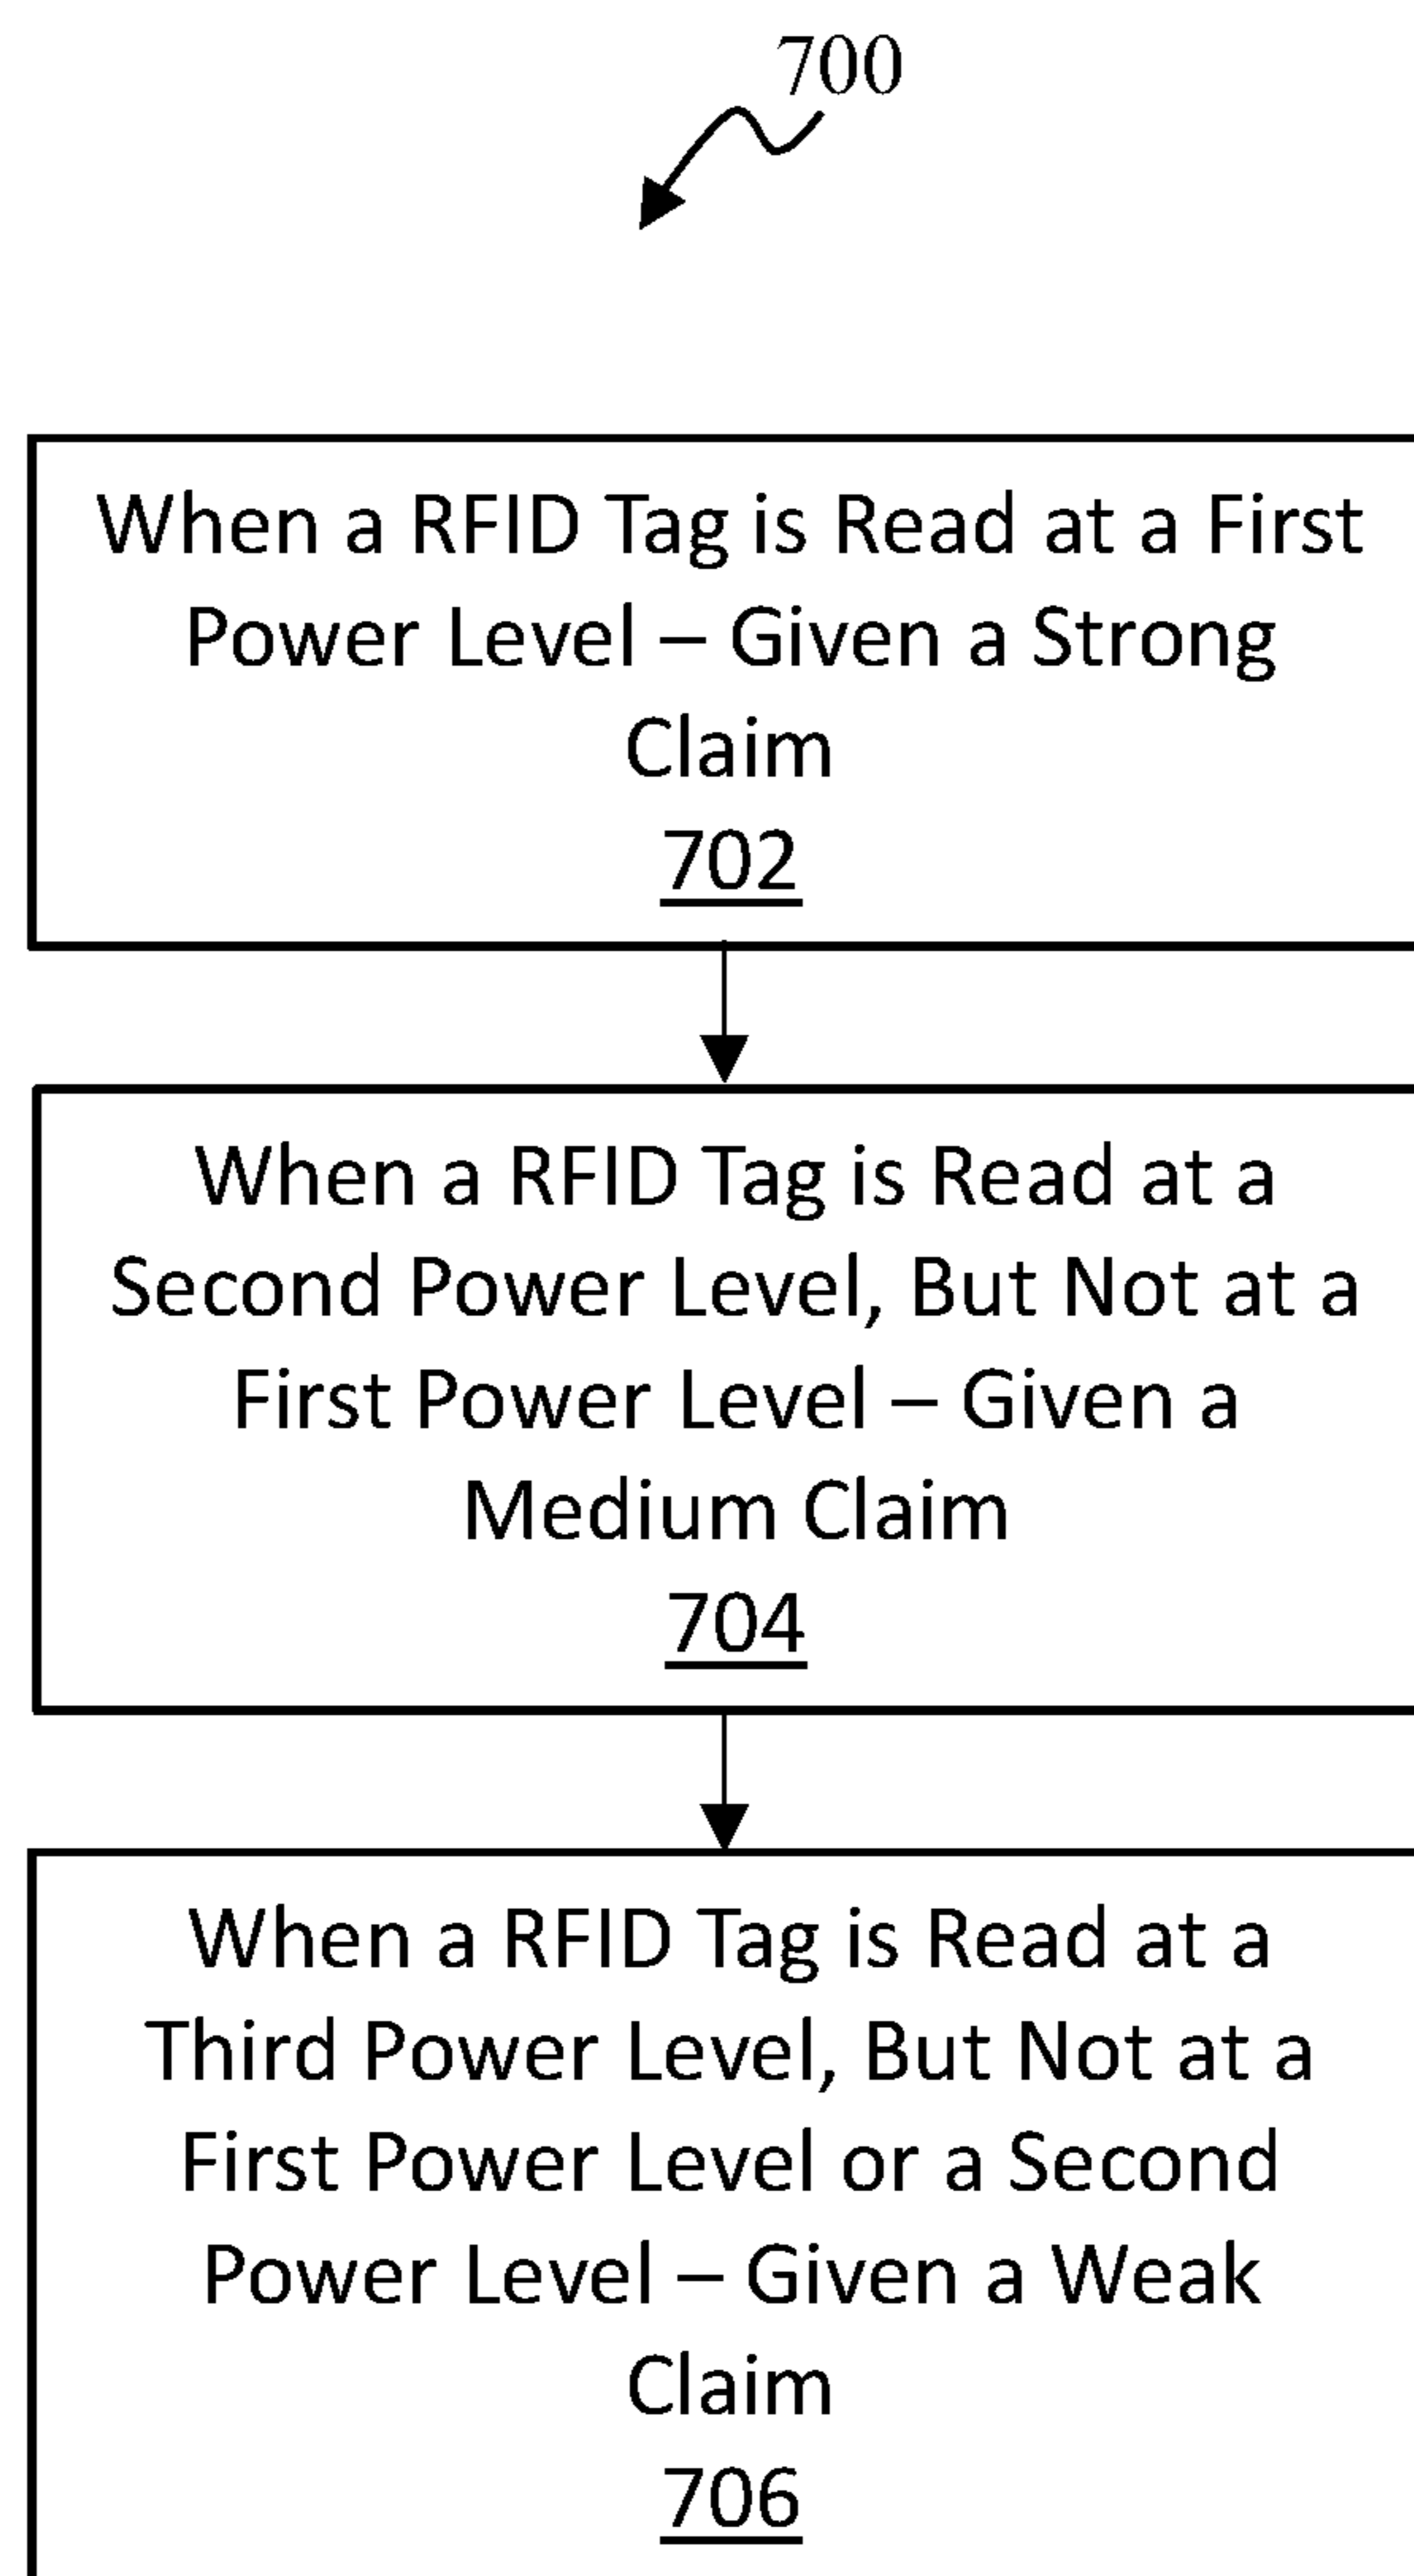 700
When a RFID Tag is Read at a First
Power Level – Given a Strong
Claim
702
When a RFID Tag is Read at a
Second Power Level, But Not at a
First Power Level – Given a
Medium Claim
704
When a RFID Tag is Read at a
Third Power Level, But Not at a
First Power Level or a Second
Power Level – Given a Weak
Claim
706